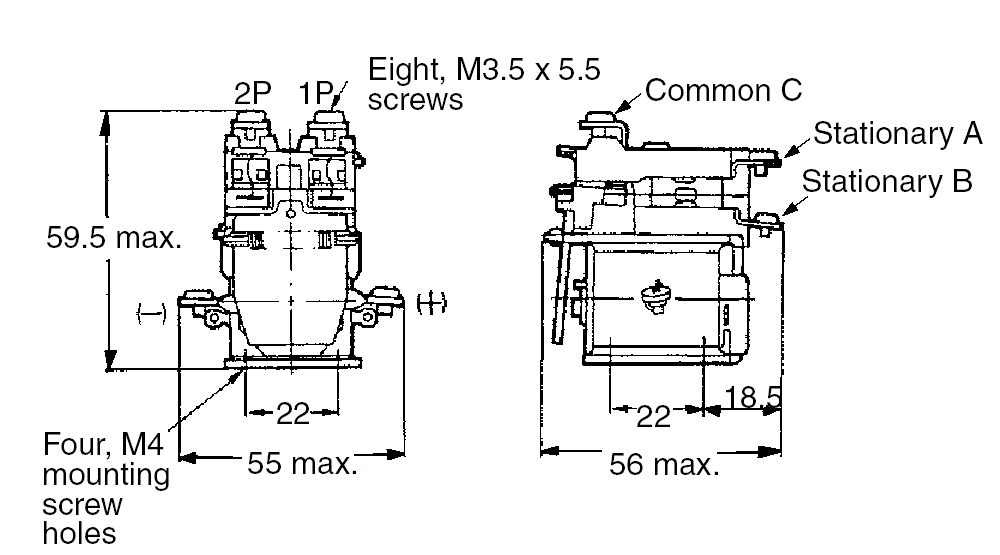 Eight, M3.5 x 5.5
screws
2P 1P
Common C
Stationary A
Stationary B
59.5 max.
(−) (+)
22
22
18.5
Four, M4
mounting
screw
holes
55 max.
56 max.